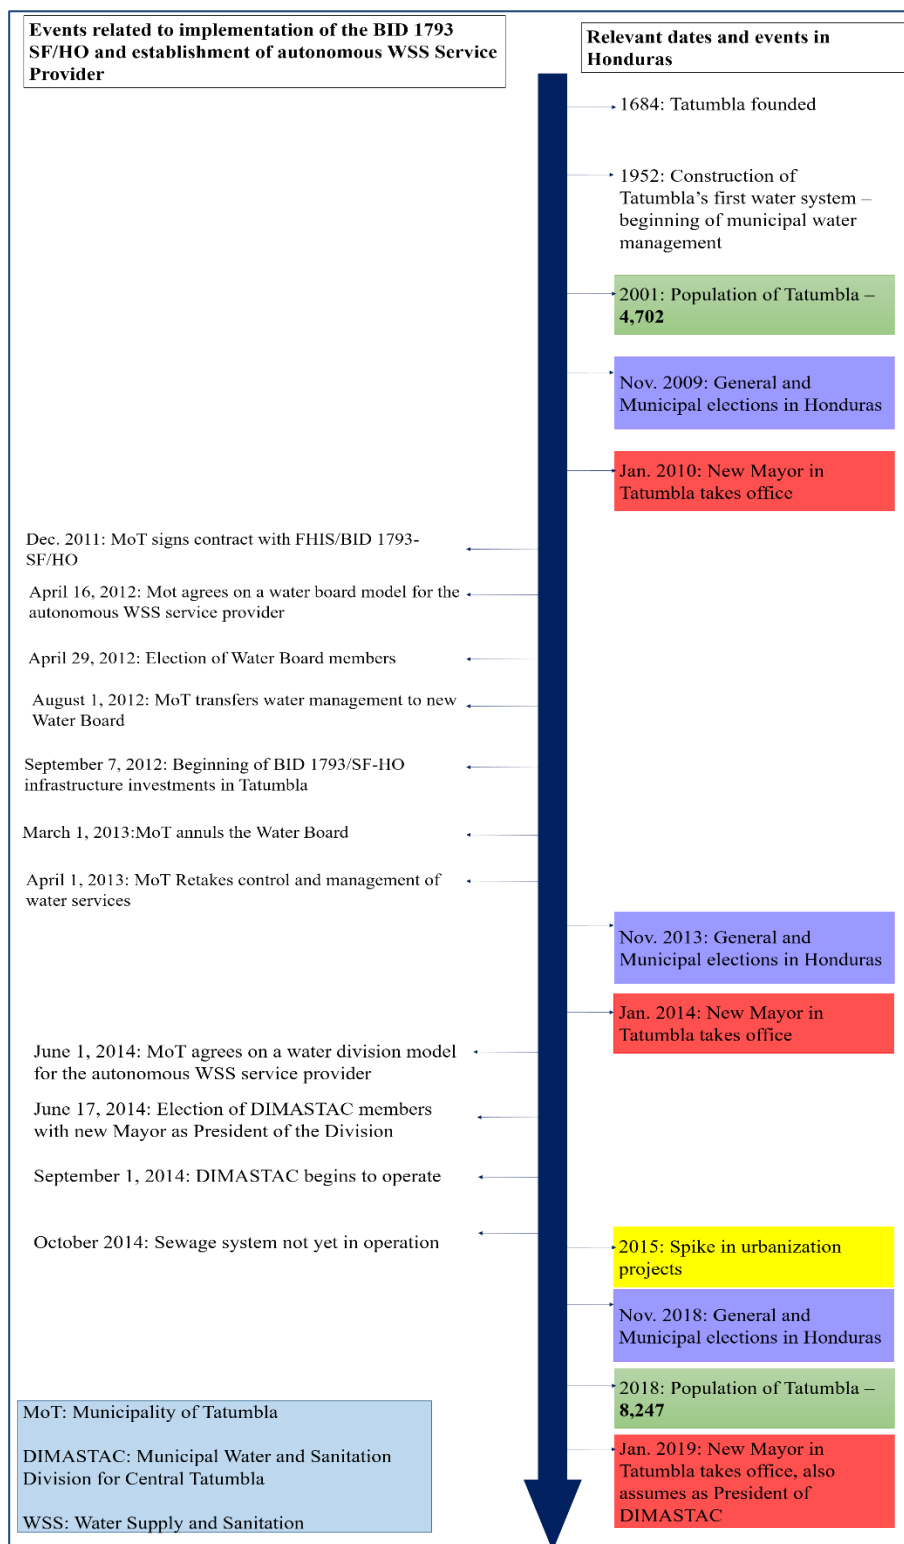 Events related to implementation of the BID 1793
SF/HO and establishment of autonomous WSS Service
Provider
Relevant dates and events in
Honduras
1684: Tatumbla founded
1952: Construction of
Tatumbla’s first water system –
beginning of municipal water
management
2001: Population of Tatumbla –
4,702
Nov. 2009: General and
Municipal elections in Honduras
Jan. 2010: New Mayor in
Tatumbla takes office
Dec. 2011: MoT signs contract with FHIS/BID 1793-
SF/HO
April 16, 2012: Mot agrees on a water board model for the
autonomous WSS service provider
April 29, 2012: Election of Water Board members
August 1, 2012: MoT transfers water management to new
Water Board
September 7, 2012: Beginning of BID 1793/SF-HO
infrastructure investments in Tatumbla
March 1, 2013:MoT annuls the Water Board
April 1, 2013: MoT Retakes control and management of
water services
Nov. 2013: General and
Municipal elections in Honduras
Jan. 2014: New Mayor in
Tatumbla takes office
June 1, 2014: MoT agrees on a water division model
for the autonomous WSS service provider
June 17, 2014: Election of DIMASTAC members
with new Mayor as President of the Division
September 1, 2014: DIMASTAC begins to operate
October 2014: Sewage system not yet in operation
2015: Spike in urbanization
projects
Nov. 2018: General and
Municipal elections in Honduras
2018: Population of Tatumbla –
8,247
Jan. 2019: New Mayor in
Tatumbla takes office, also
assumes as President of
DIMASTAC
MoT: Municipality of Tatumbla
DIMASTAC: Municipal Water and Sanitation
Division for Central Tatumbla
WSS: Water Supply and Sanitation